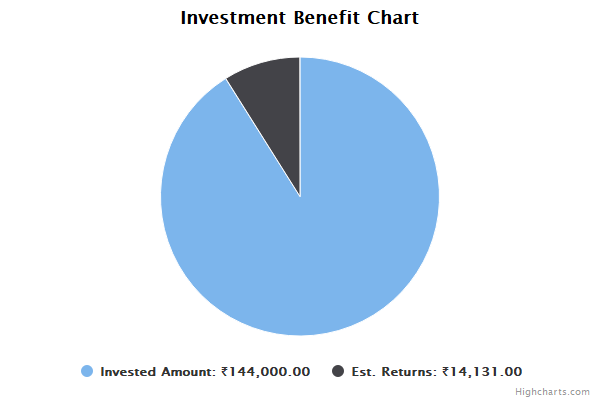 Investment Benefit Chart
Invested Amount: ₹144,000.00 Est. Returns: ₹14,131.00
Highcharts.com